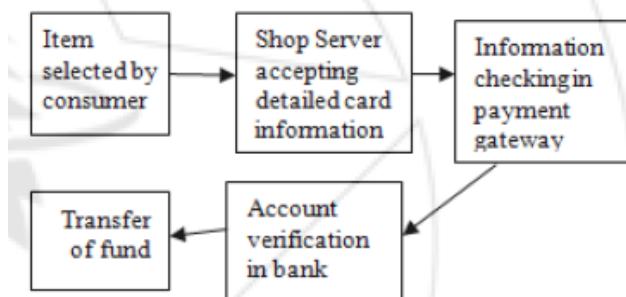 Item
selected by
consumer
Shop Server
accepting
detailed card
information
Information
checking in
payment
gateway
Transfer
of fund
Account
verification
in bank